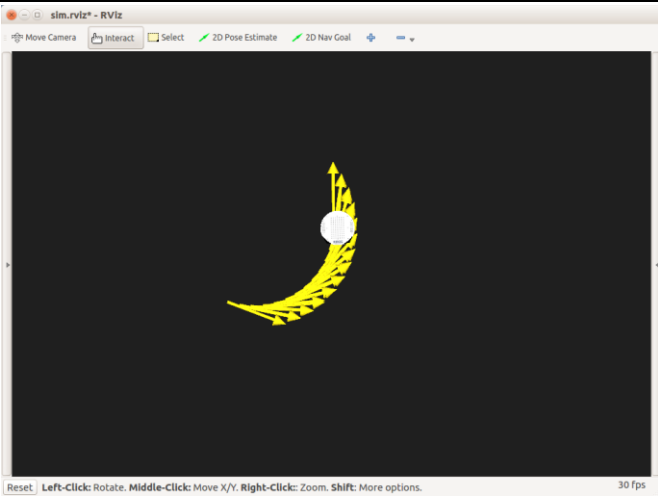 sim.rviz* - RViz
Move Camera Interact Select 2D Pose Estimate 2D Nav Goal
Reset Left-Click: Rotate. Middle-Click: Move X/Y. Right-Click:: Zoom. Shift: More options. 30 fps